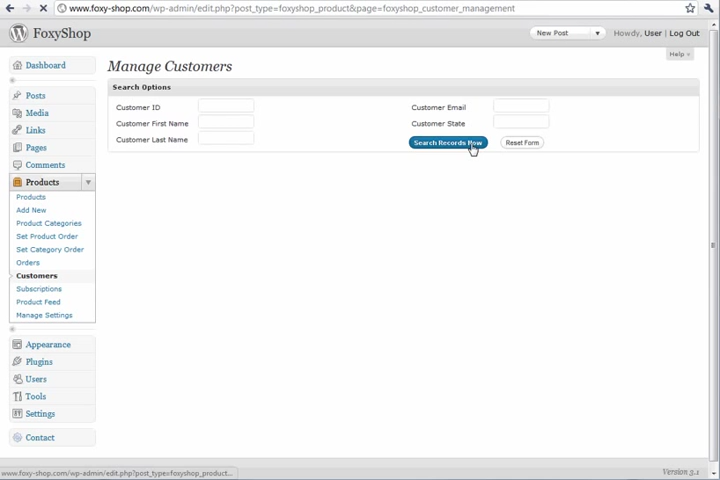 www.foxy-shop.com/wp-admin/edit.php?post_type=foxyshop_product&page=foxyshop_customer_management
FoxyShop
New Post
Howdy, User | Log Out
Help
Dashboard
Manage Customers
Search Options
Posts
Media
Links
Pages
Comments
Products
Products
Add New
Product Categories
Set Product Order
Set Category Order
Orders
Customers
Subscriptions
Product Feed
Manage Settings
Appearance
Plugins
Users
Tools
Settings
Contact
Customer ID
Customer First Name
Customer Last Name
Customer Email
Customer State
Search Records Now
Reset Form
www.foxy-shop.com/wp-admin/edit.php?post_type=foxyshop_product...
Version 3.1